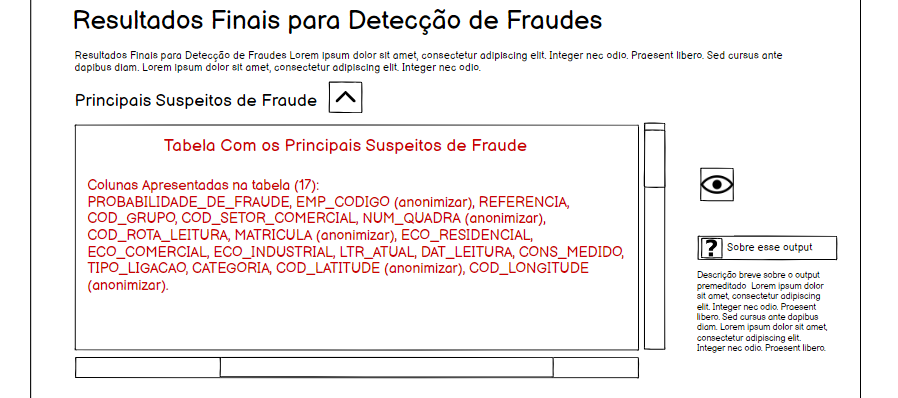 Resultados Finais para Detecção de Fraudes
Resultados Finais para Detecção de Fraudes Lorem ipsum dolor sit amet, consectetur adipiscing elit. Integer nec odio. Praesent libero. Sed cursus ante
dapibus diam. Lorem ipsum dolor sit amet, consectetur adipiscing elit. Integer nec odio.
Principais Suspeitos de Fraude
Tabela Com os Principais Suspeitos de Fraude
Colunas Apresentadas na tabela (17):
PROBABILIDADE_DE_FRAUDE, EMP_CODIGO (anonimizar), REFERENCIA,
COD_GRUPO, COD_SETOR_COMERCIAL, NUM_QUADRA (anonimizar),
COD_ROTA_LEITURA, MATRICULA (anonimizar), ECO_RESIDENCIAL,
ECO_COMERCIAL, ECO_INDUSTRIAL, LTR_ATUAL, DAT_LEITURA, CONS_MEDIDO,
TIPO_LIGACAO, CATEGORIA, COD_LATITUDE (anonimizar), COD_LONGITUDE
(anonimizar).
? Sobre esse output
Descrição breve sobre o output
premeditado Lorem ipsum dolor
sit amet, consectetur adipiscing
elit. Integer nec odio. Praesent
libero. Sed cursus ante dapibus
diam. Lorem ipsum dolor sit amet,
consectetur adipiscing elit.
Integer nec odio. Praesent libero.